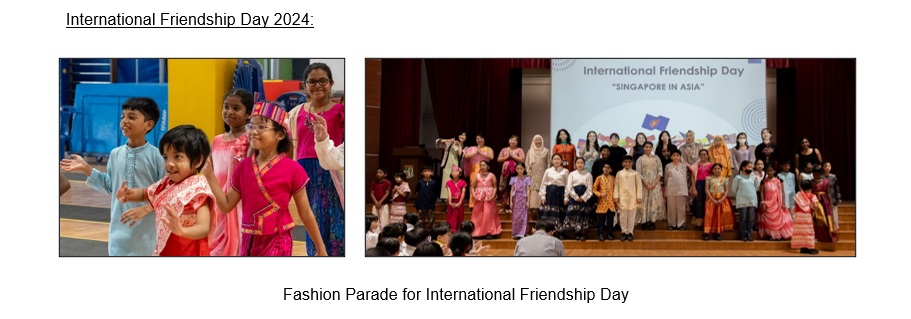 International Friendship Day 2024:
International Friendship Day
“SINGAPORE IN ASIA”
Fashion Parade for International Friendship Day